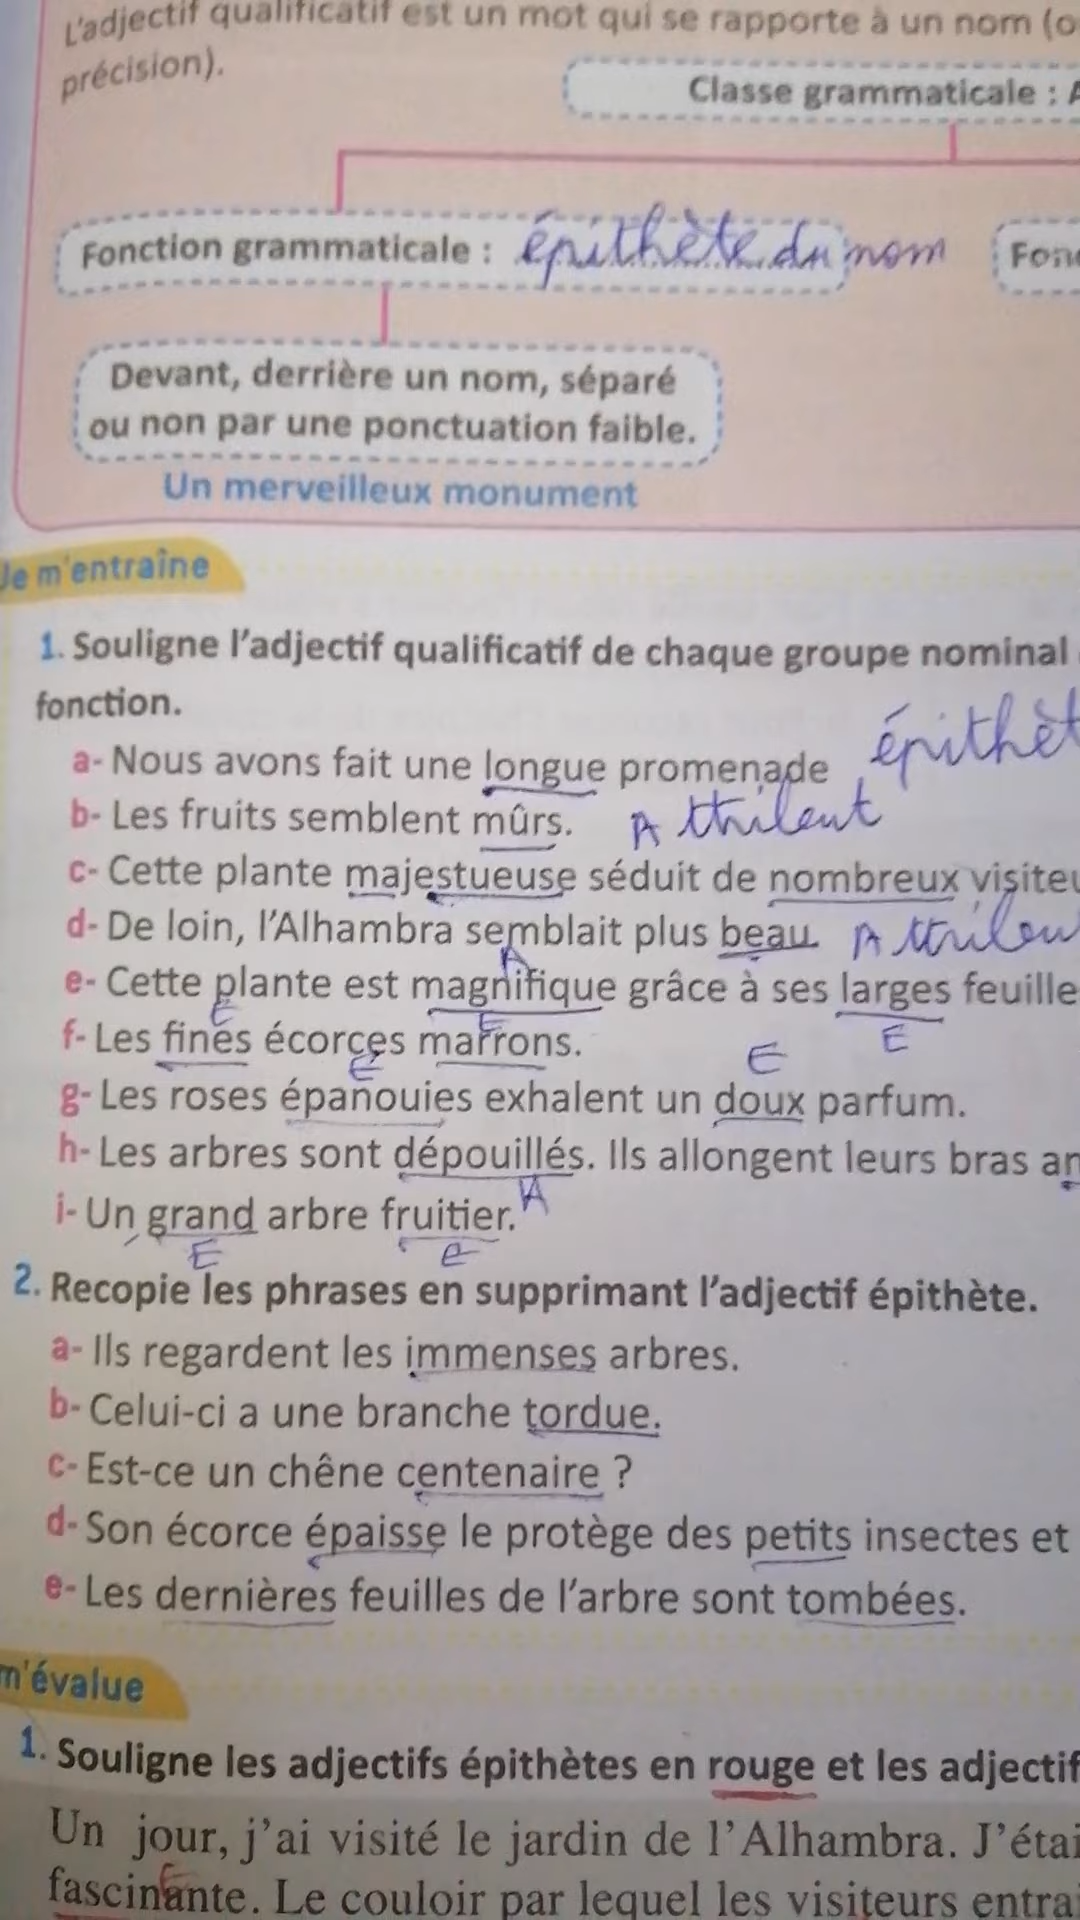 L'adjectif qualificatif est un mot qui se rapporte à un nom (o
précision).
Classe grammaticale : A
Fonction grammaticale : épithète du nom
Fon
Devant, derrière un nom, séparé
ou non par une ponctuation faible.
Un merveilleux monument
Je m'entraîne
1. Souligne l'adjectif qualificatif de chaque groupe nominal
fonction.
a- Nous avons fait une longue promenade épithèt
b- Les fruits semblent mûrs. Attribut
c- Cette plante majestueuse séduit de nombreux visiteu
d- De loin, l'Alhambra semblait plus beau. Attribu
A
e- Cette plante est magnifique grâce à ses larges feuille
E E E
f- Les fines écorces marrons.
E E
g- Les roses épanouies exhalent un doux parfum.
h- Les arbres sont dépouillés. Ils allongent leurs bras
A
i- Un grand arbre fruitier.
E e
2. Recopie les phrases en supprimant l'adjectif épithète.
a- Ils regardent les immenses arbres.
b- Celui-ci a une branche tordue.
c- Est-ce un chêne centenaire ?
d- Son écorce épaisse le protège des petits insectes et
e- Les dernières feuilles de l'arbre sont tombées.
m'évalue
1. Souligne les adjectifs épithètes en rouge et les adjectif
Un jour, j'ai visité le jardin de l'Alhambra. J'étai
fascinante. Le couloir par lequel les visiteurs entra